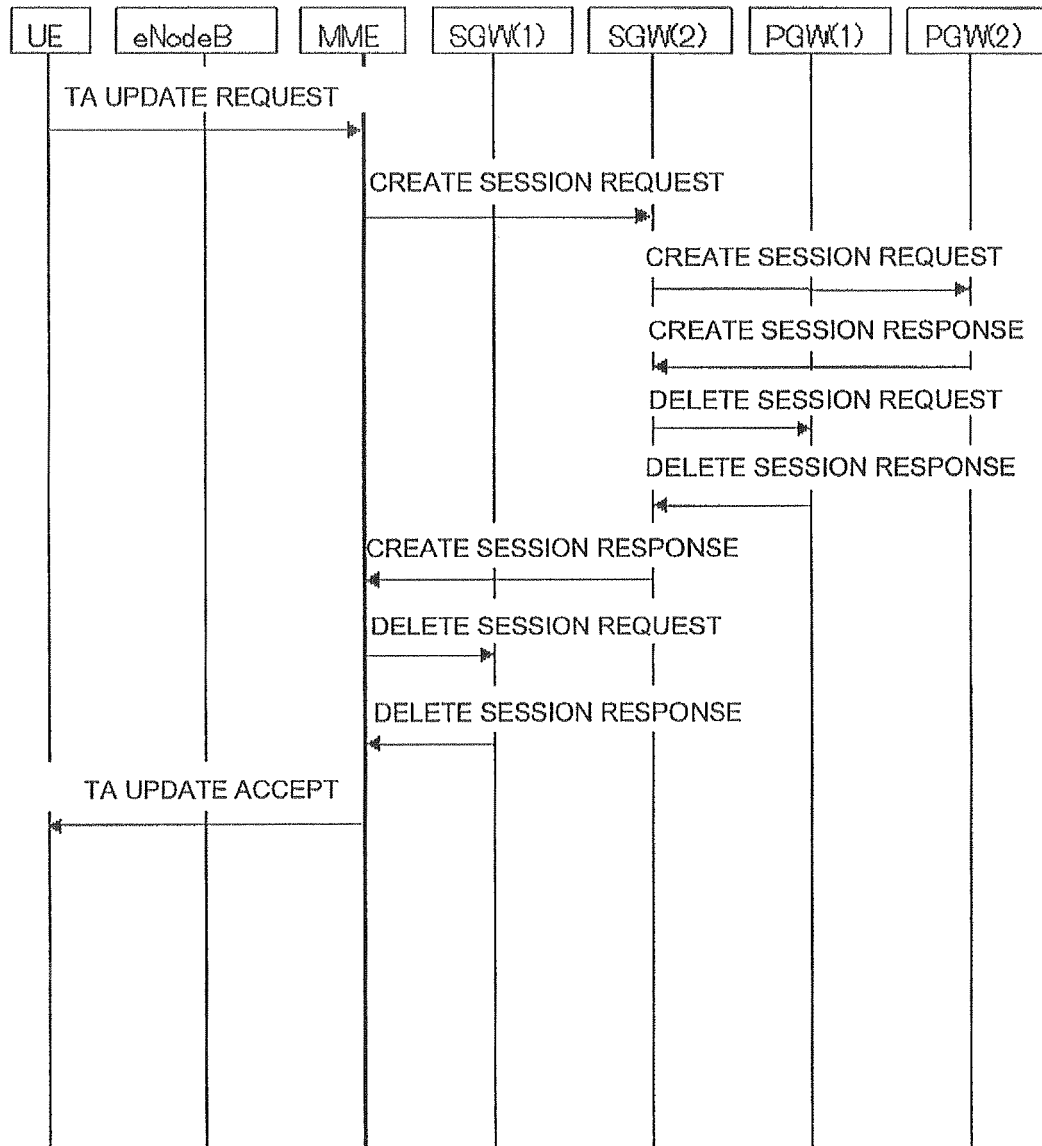 UE eNodeB MME SGW(1) SGW(2) PGW(1) PGW(2)
TA UPDATE REQUEST
CREATE SESSION REQUEST
CREATE SESSION REQUEST
CREATE SESSION RESPONSE
DELETE SESSION REQUEST
DELETE SESSION RESPONSE
CREATE SESSION RESPONSE
DELETE SESSION REQUEST
DELETE SESSION RESPONSE
TA UPDATE ACCEPT